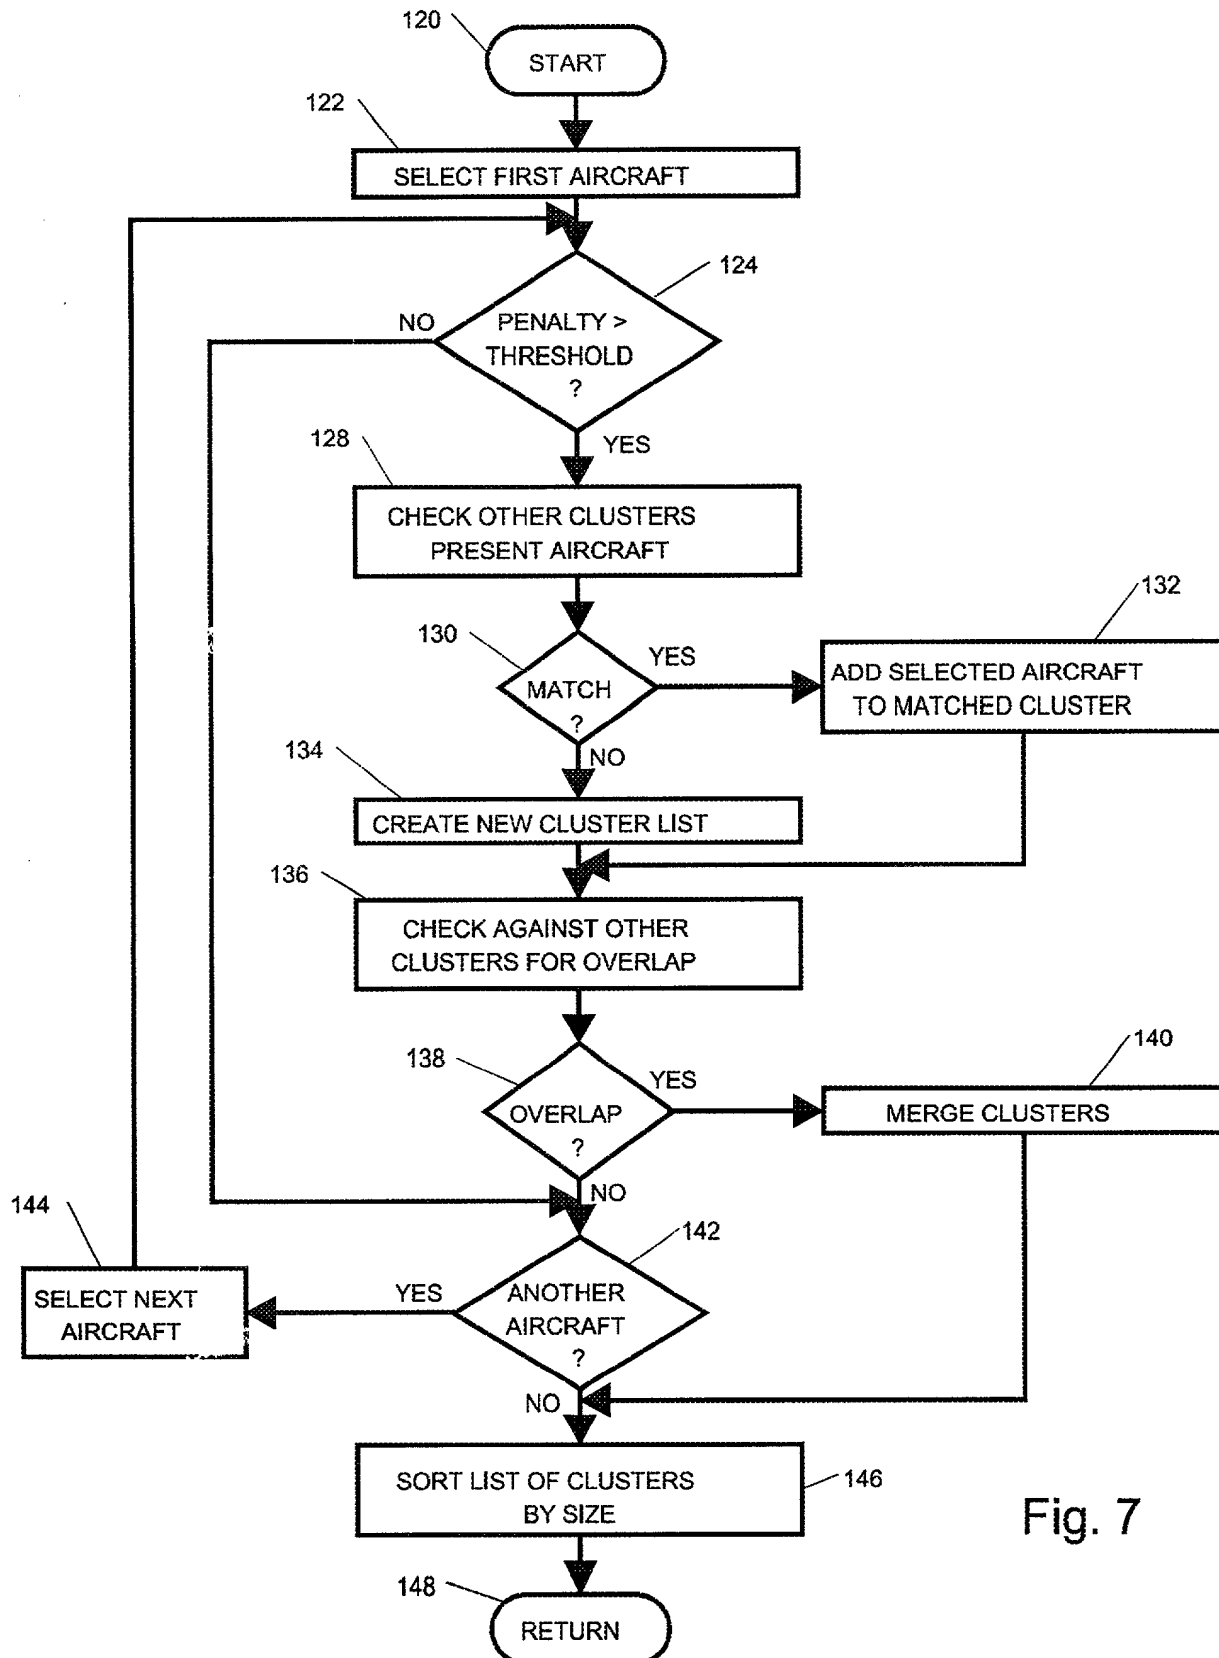 120
START
122
SELECT FIRST AIRCRAFT
124
NO
PENALTY >
THRESHOLD
?
YES
128
CHECK OTHER CLUSTERS
PRESENT AIRCRAFT
130
MATCH
?
YES
132
ADD SELECTED AIRCRAFT
TO MATCHED CLUSTER
NO
134
CREATE NEW CLUSTER LIST
136
CHECK AGAINST OTHER
CLUSTERS FOR OVERLAP
138
OVERLAP
?
YES
140
MERGE CLUSTERS
NO
142
ANOTHER
AIRCRAFT
?
YES
144
SELECT NEXT
AIRCRAFT
NO
146
SORT LIST OF CLUSTERS
BY SIZE
148
RETURN
Fig. 7